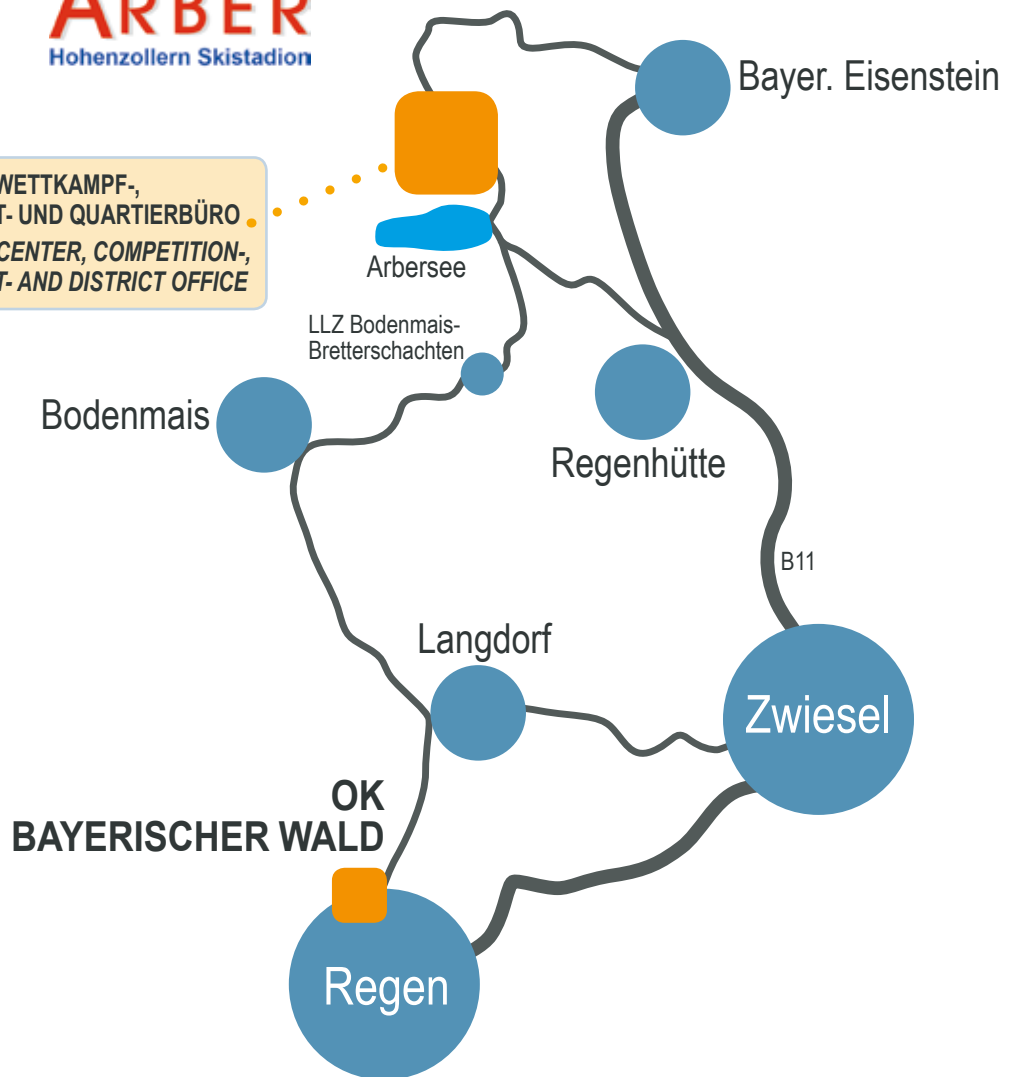 ARBER
Hohenzollern Skistadion
Bayer. Eisenstein
WETTKAMPF-,
T- UND QUARTIERBÜRO
CENTER, COMPETITION-,
T- AND DISTRICT OFFICE
Arbersee
LLZ Bodenmais-
Bretterschachten
Bodenmais
Regenhütte
B11
Langdorf
Zwiesel
OK
BAYERISCHER WALD
Regen